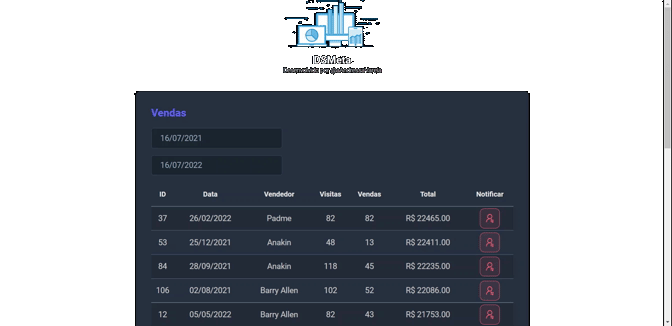 DSMeta
Vendas
16/07/2021
16/07/2022
ID Data Vendedor Visitas Vendas Total Notificar
37 26/02/2022 Padme 82 82 R$ 22465.00
53 25/12/2021 Anakin 48 13 R$ 22411.00
84 28/09/2021 Anakin 118 45 R$ 22235.00
106 02/08/2021 Barry Allen 102 52 R$ 22086.00
12 05/05/2022 Barry Allen 82 43 R$ 21753.00